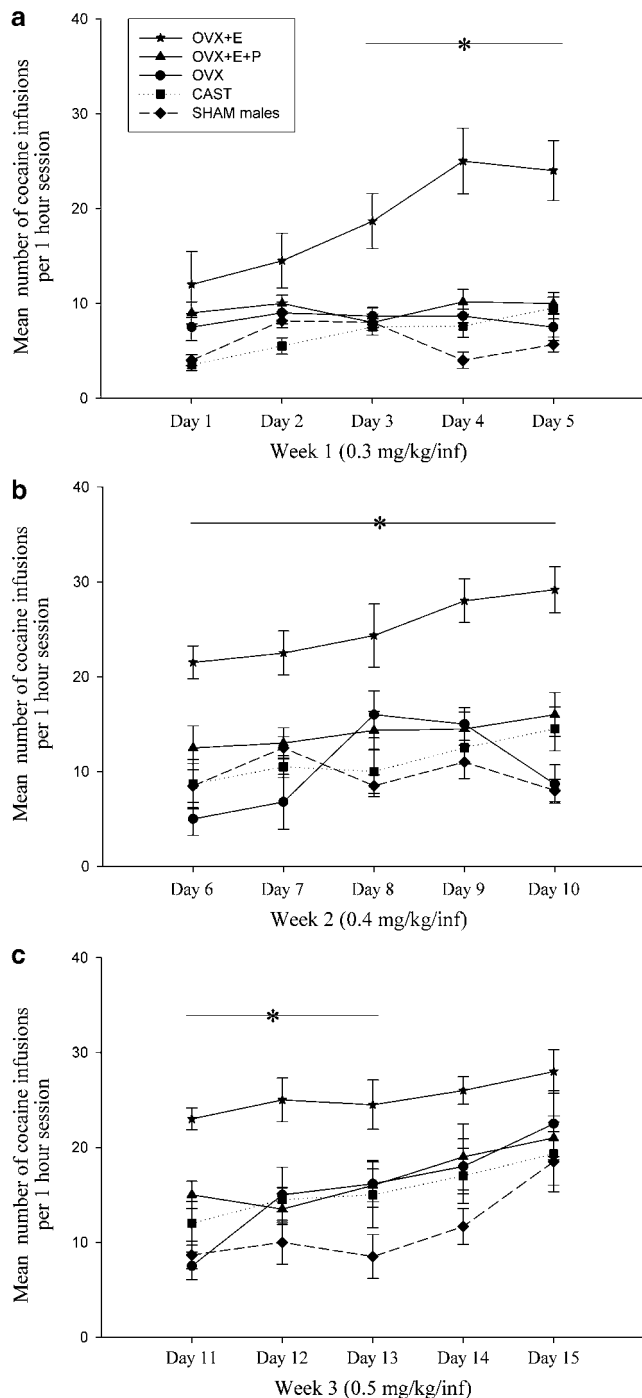 a
40
30
20
10
0
Mean number of cocaine infusions
per 1 hour session
OVX+E
OVX+E+P
OVX
CAST
SHAM males
*
Day 1 Day 2 Day 3 Day 4 Day 5
Week 1 (0.3 mg/kg/inf)
b
40
30
20
10
0
Mean number of cocaine infusions
per 1 hour session
*
Day 6 Day 7 Day 8 Day 9 Day 10
Week 2 (0.4 mg/kg/inf)
c
40
30
20
10
0
Mean number of cocaine infusions
per 1 hour session
*
Day 11 Day 12 Day 13 Day 14 Day 15
Week 3 (0.5 mg/kg/inf)